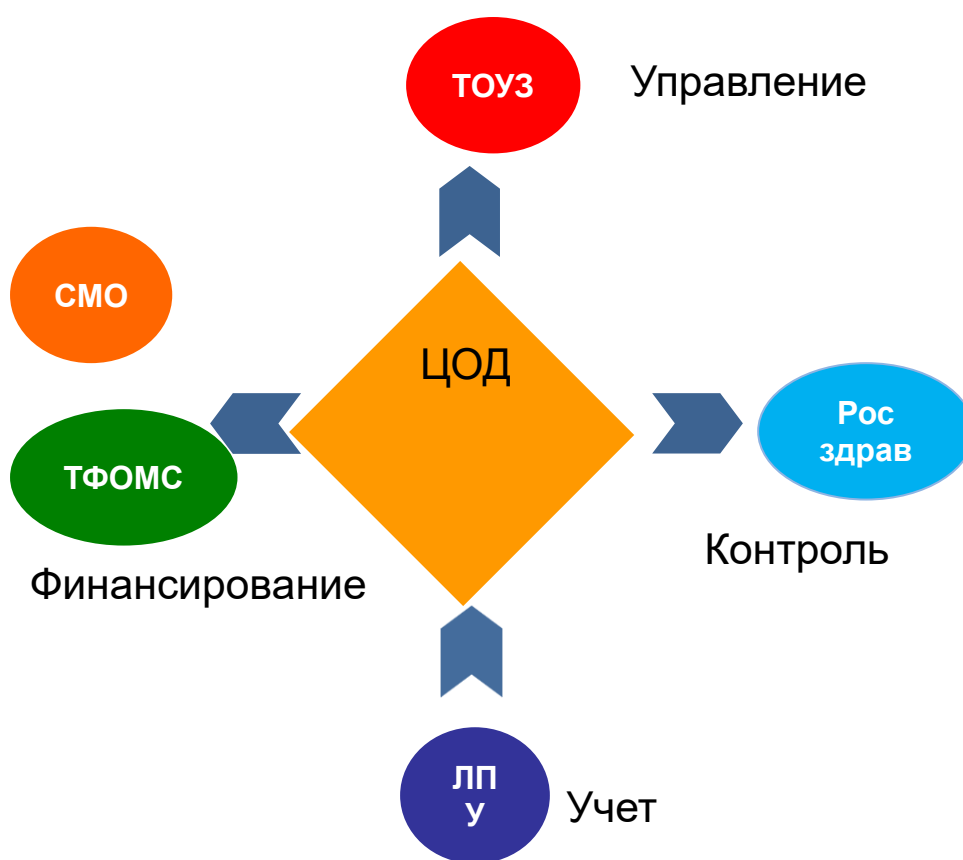 ТОУЗ
Управление
СМО
ЦОД
Рос
здрав
ТФОМС
Контроль
Финансирование
ЛП
У
Учет